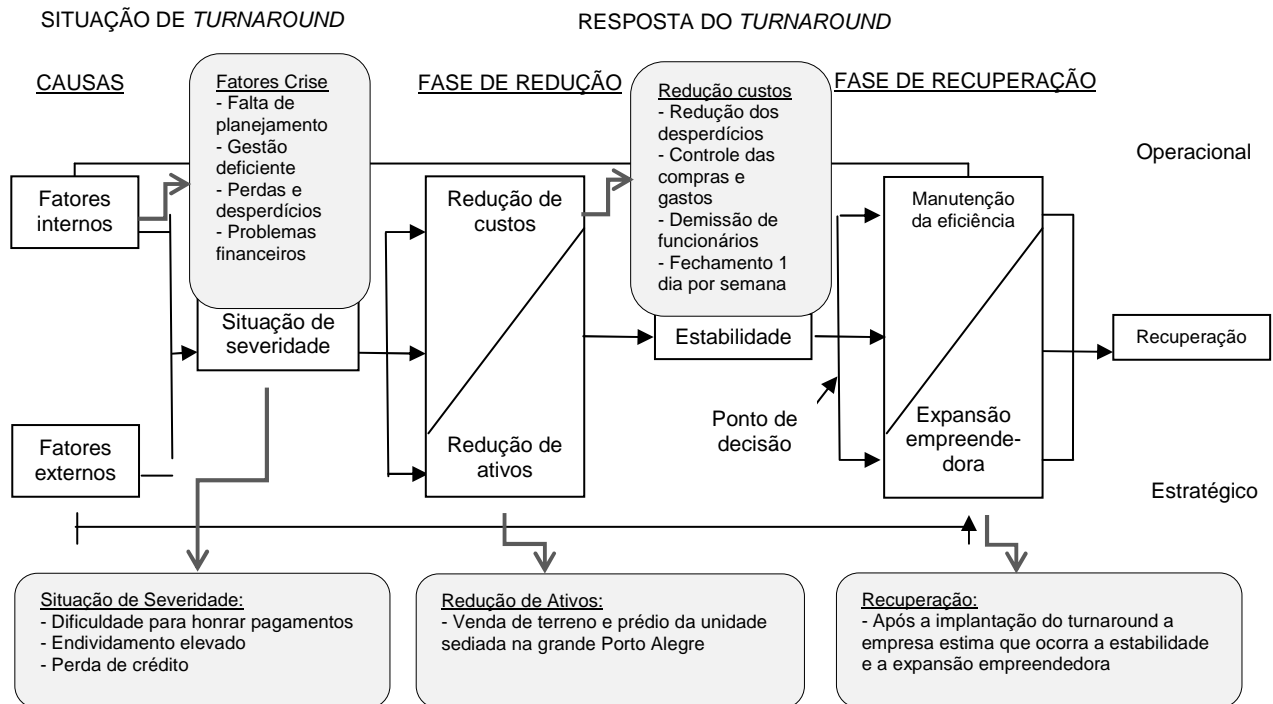 SITUAÇÃO DE TURNAROUND
RESPOSTA DO TURNAROUND
CAUSAS
Fatores Crise
- Falta de
planejamento
- Gestão
deficiente
- Perdas e
desperdícios
- Problemas
financeiros
FASE DE REDUÇÃO
Redução custos
- Redução dos
desperdícios
- Controle das
compras e
gastos
- Demissão de
funcionários
- Fechamento 1
dia por semana
FASE DE RECUPERAÇÃO
Operacional
Fatores
internos
Redução de
custos
Manutenção
da eficiência
Situação de
severidade
Estabilidade
Recuperação
Fatores
externos
Redução de
ativos
Ponto de
decisão
Expansão
empreende-
dora
Estratégico
Situação de Severidade:
- Dificuldade para honrar pagamentos
- Endividamento elevado
- Perda de crédito
Redução de Ativos:
- Venda de terreno e prédio da unidade
sediada na grande Porto Alegre
Recuperação:
- Após a implantação do turnaround a
empresa estima que ocorra a estabilidade
e a expansão empreendedora